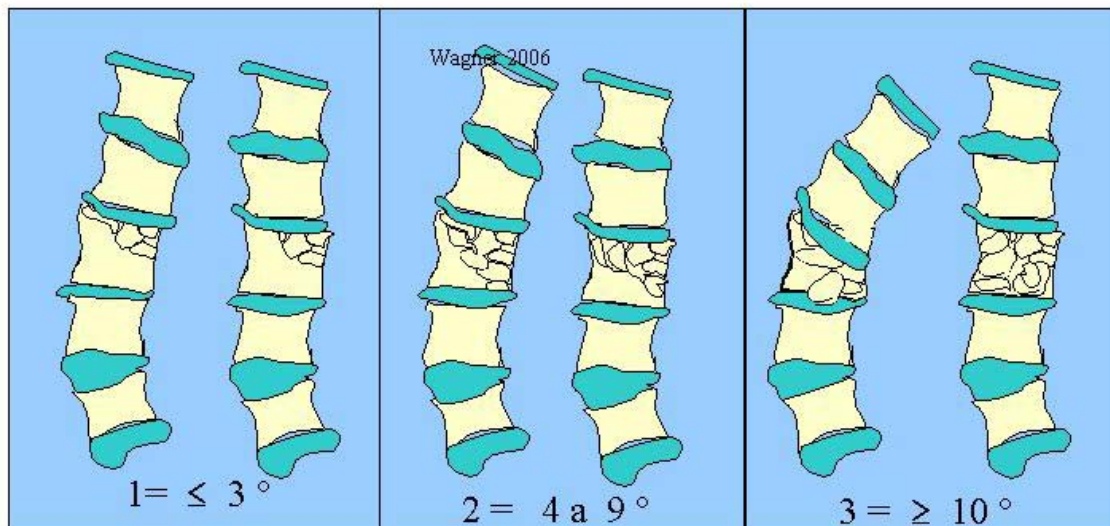 Wagner 2006
1= ≤ 3 °
2 = 4 a 9°
3 = ≥ 10 °